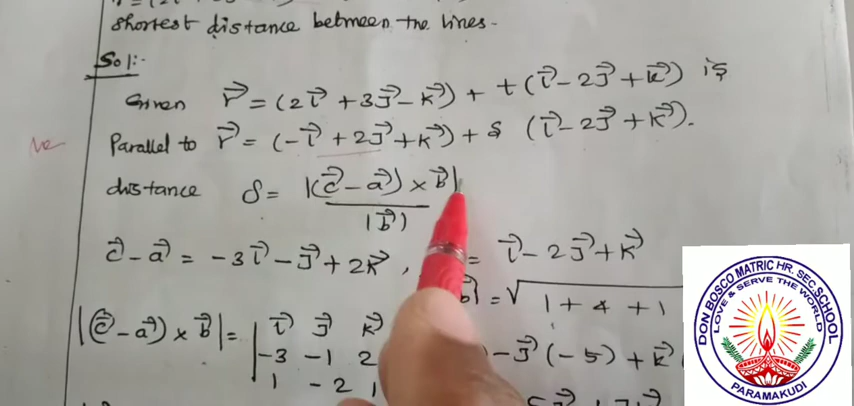 shortest distance between the lines.
Sol:-
Given r⃗ = (2i⃗ + 3j⃗ - k⃗) + t(i⃗ - 2j⃗ + k⃗) is
Parallel to r⃗ = (-i⃗ + 2j⃗ + k⃗) + s (i⃗ - 2j⃗ + k⃗).
distance δ = |(c⃗ - a⃗) × b⃗|
|b⃗|
c⃗ - a⃗ = -3i⃗ - j⃗ + 2k⃗, = i⃗ - 2j⃗ + k⃗
b⃗| = √1 + 4 + 1
|(c⃗ - a⃗) × b⃗| = | i⃗ j⃗ k⃗
-3 -1 2 - j⃗(-5) + k⃗
1 -2 1
DON BOSCO MATRIC HR. SEC. SCHOOL
LOVE & SERVE THE WORLD
PARAMAKUDI